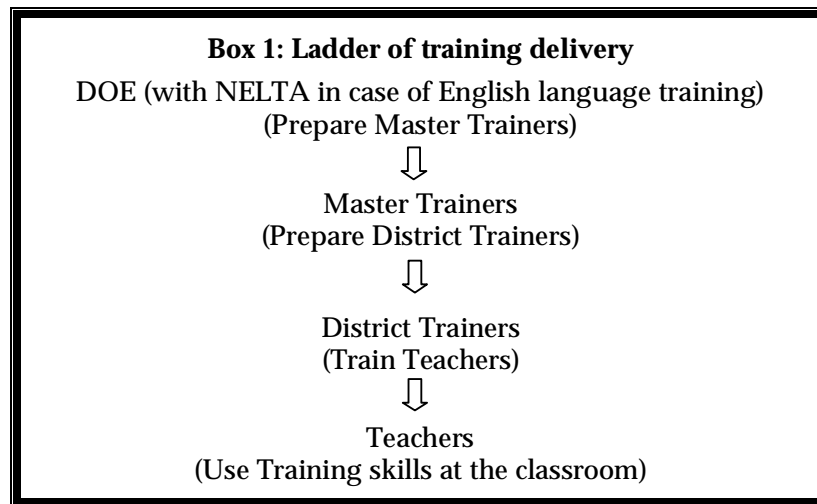 Box 1: Ladder of training delivery
DOE (with NELTA in case of English language training)
(Prepare Master Trainers)
Master Trainers
(Prepare District Trainers)
District Trainers
(Train Teachers)
Teachers
(Use Training skills at the classroom)